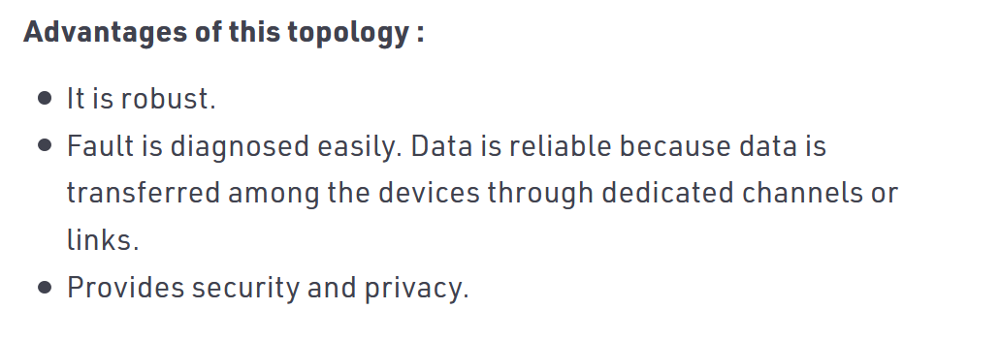 Advantages of this topology :
● It is robust.
● Fault is diagnosed easily. Data is reliable because data is
transferred among the devices through dedicated channels or
links.
● Provides security and privacy.